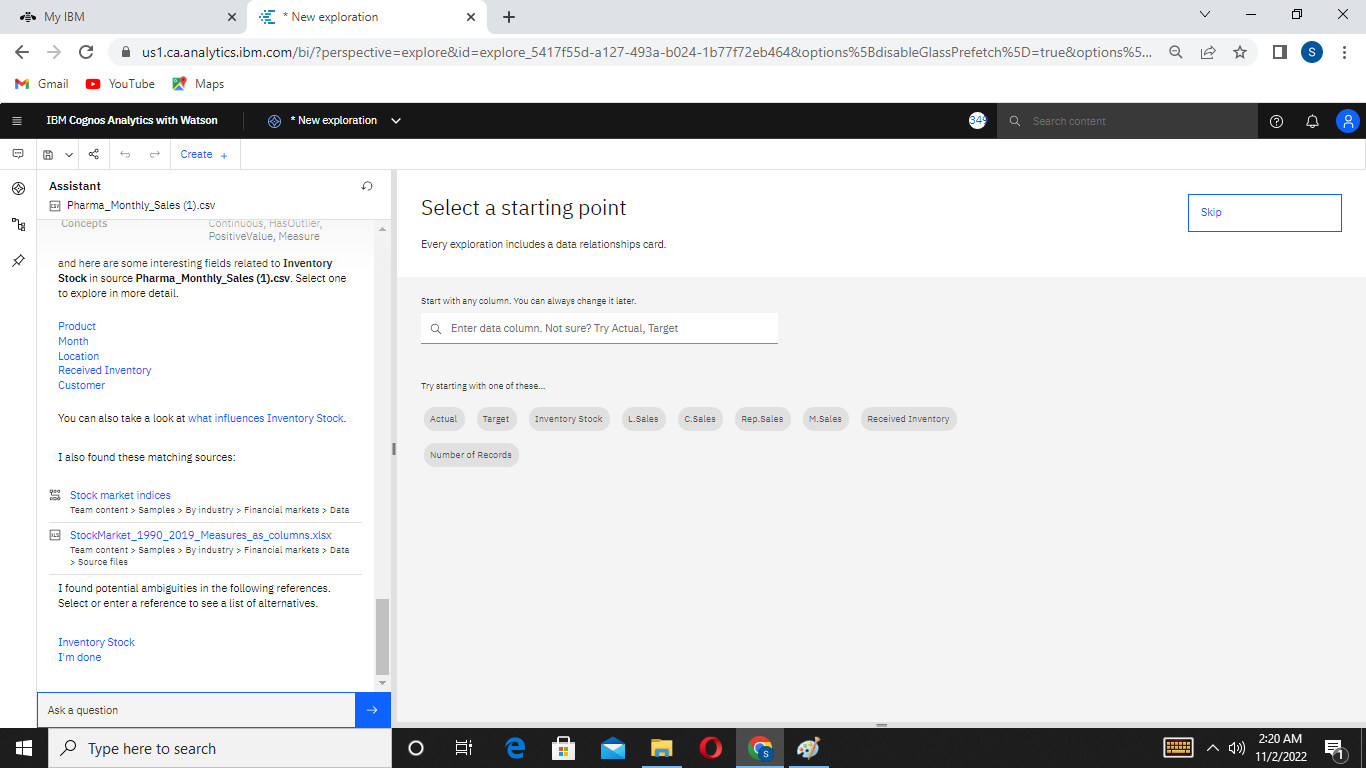 My IBM
* New exploration
us1.ca.analytics.ibm.com/bi/?perspective=explore&id=explore_5417f55d-a127-493a-b024-1b77f72eb464&options%5BdisableGlassPrefetch%5D=true&options%5...
S
Gmail
YouTube
Maps
IBM Cognos Analytics with Watson
* New exploration
349
Search content
Create +
Assistant
Pharma_Monthly_Sales (1).csv
Concepts Continuous, HasOutlier,
PositiveValue, Measure
and here are some interesting fields related to Inventory
Stock in source Pharma_Monthly_Sales (1).csv. Select one
to explore in more detail.
Product
Month
Location
Received Inventory
Customer
You can also take a look at what influences Inventory Stock.
I also found these matching sources:
Stock market indices
Team content > Samples > By industry > Financial markets > Data
XLS
StockMarket_1990_2019_Measures_as_columns.xlsx
Team content > Samples > By industry > Financial markets > Data
> Source files
I found potential ambiguities in the following references.
Select or enter a reference to see a list of alternatives.
Inventory Stock
I'm done
Ask a question
Select a starting point
Skip
Every exploration includes a data relationships card.
Start with any column. You can always change it later.
Enter data column. Not sure? Try Actual, Target
Try starting with one of these...
Actual
Target
Inventory Stock
L.Sales
C.Sales
Rep.Sales
M.Sales
Received Inventory
Number of Records
Type here to search
S
2:20 AM
11/2/2022
1